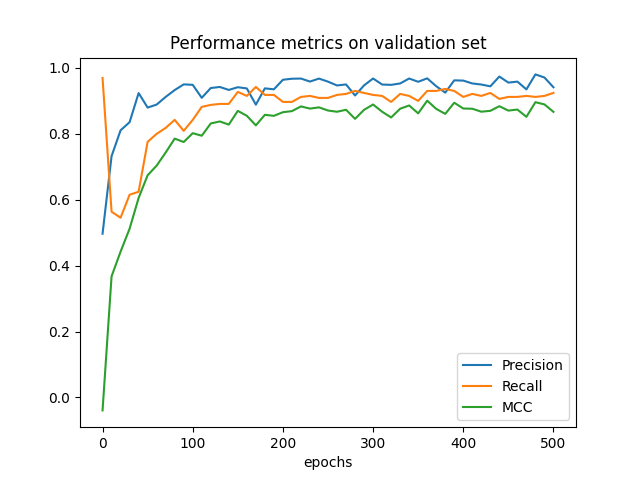 Performance metrics on validation set
1.0
0.8
0.6
0.4
0.2
0.0
0 100 200 300 400 500
epochs
Precision
Recall
MCC